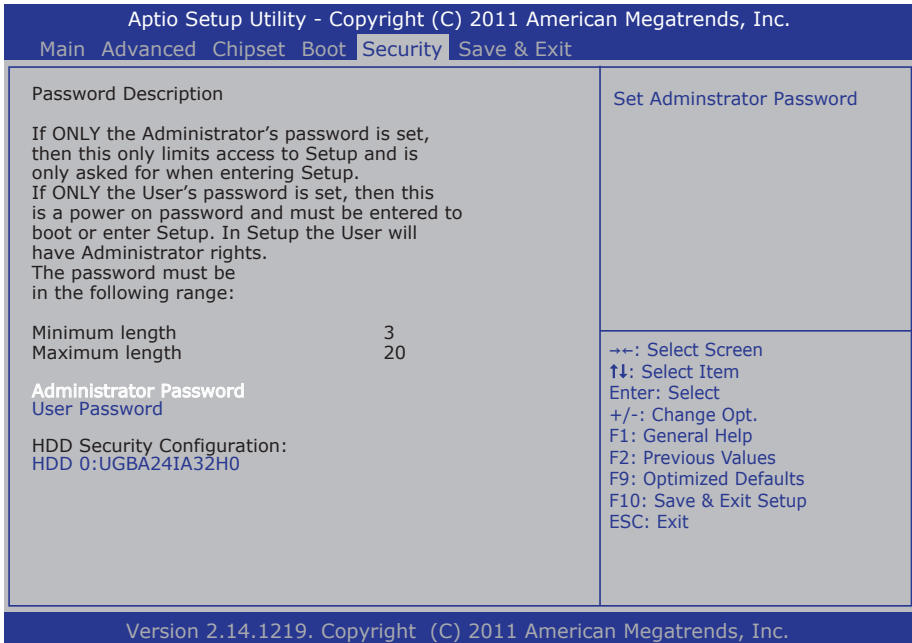 Aptio Setup Utility - Copyright (C) 2011 American Megatrends, Inc.
Main Advanced Chipset Boot Security Save & Exit
Password Description
If ONLY the Administrator's password is set,
then this only limits access to Setup and is
only asked for when entering Setup.
If ONLY the User's password is set, then this
is a power on password and must be entered to
boot or enter Setup. In Setup the User will
have Administrator rights.
The password must be
in the following range:
Minimum length 3
Maximum length 20
Administrator Password
User Password
HDD Security Configuration:
HDD 0:UGBA24IA32H0
Set Adminstrator Password
→←: Select Screen
↑↓: Select Item
Enter: Select
+/-: Change Opt.
F1: General Help
F2: Previous Values
F9: Optimized Defaults
F10: Save & Exit Setup
ESC: Exit
Version 2.14.1219. Copyright (C) 2011 American Megatrends, Inc.